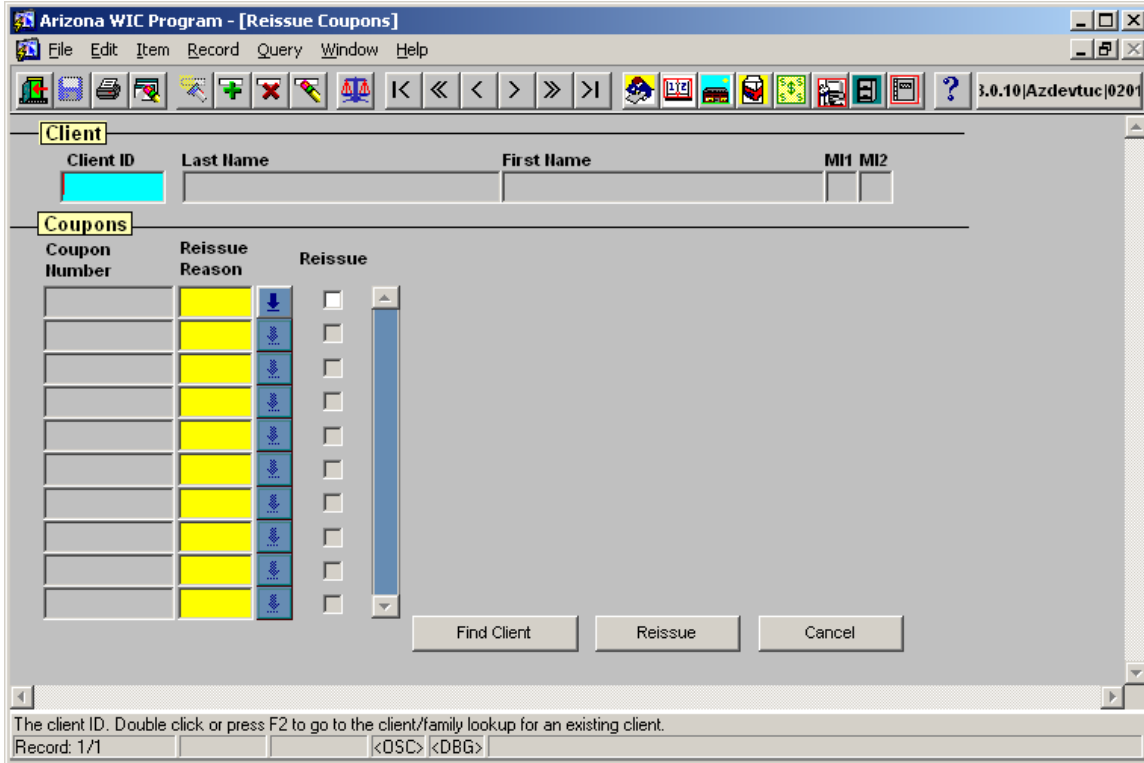 Arizona WIC Program - [Reissue Coupons]
File Edit Item Record Query Window Help
3.0.10|Azdevtuc|0201
Client
Client ID Last Name First Name MI1 MI2
Coupons
Coupon Number Reissue Reason Reissue
Find Client Reissue Cancel
The client ID. Double click or press F2 to go to the client/family lookup for an existing client.
Record: 1/1 <OSC> <DBG>